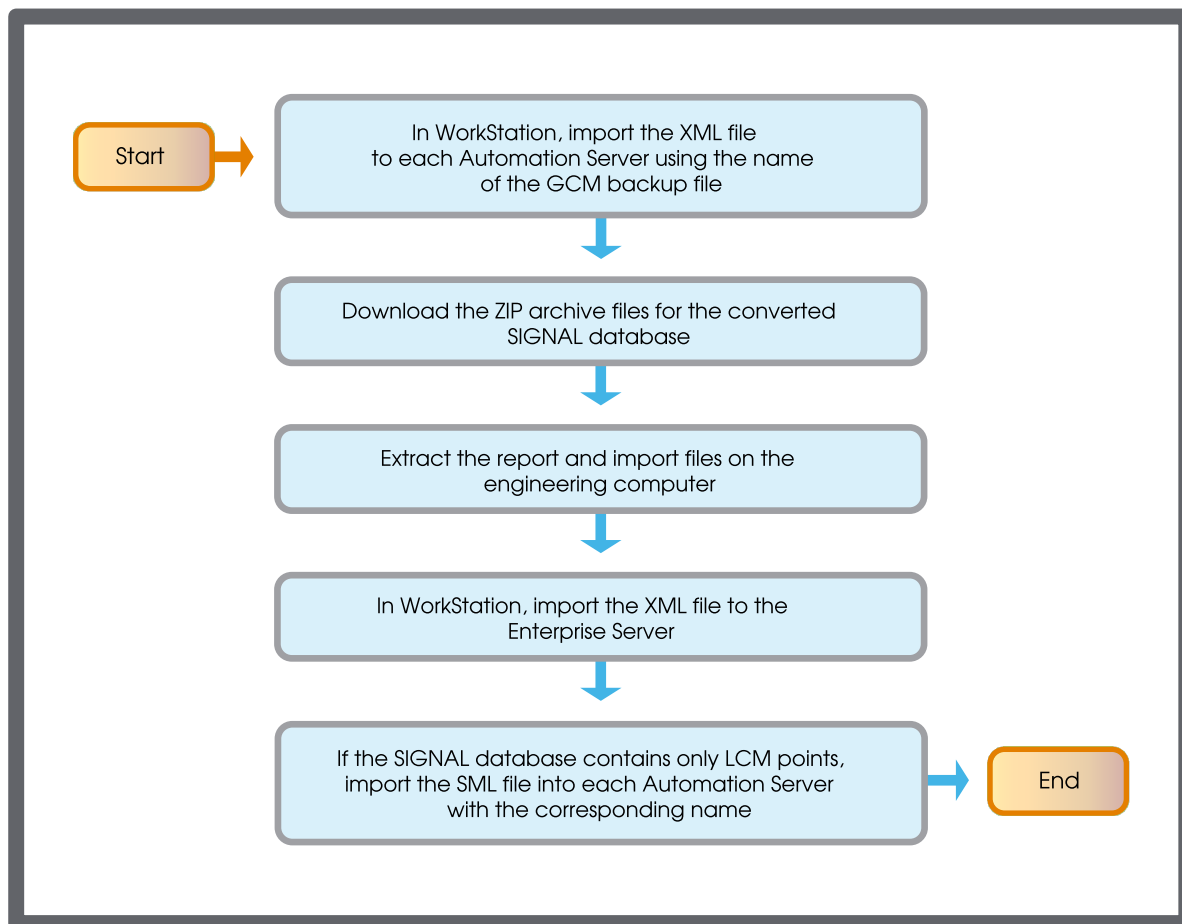 Start
In WorkStation, import the XML file
to each Automation Server using the name
of the GCM backup file
Download the ZIP archive files for the converted
SIGNAL database
Extract the report and import files on the
engineering computer
In WorkStation, import the XML file to the
Enterprise Server
If the SIGNAL database contains only LCM points,
import the SML file into each Automation Server
with the corresponding name
End